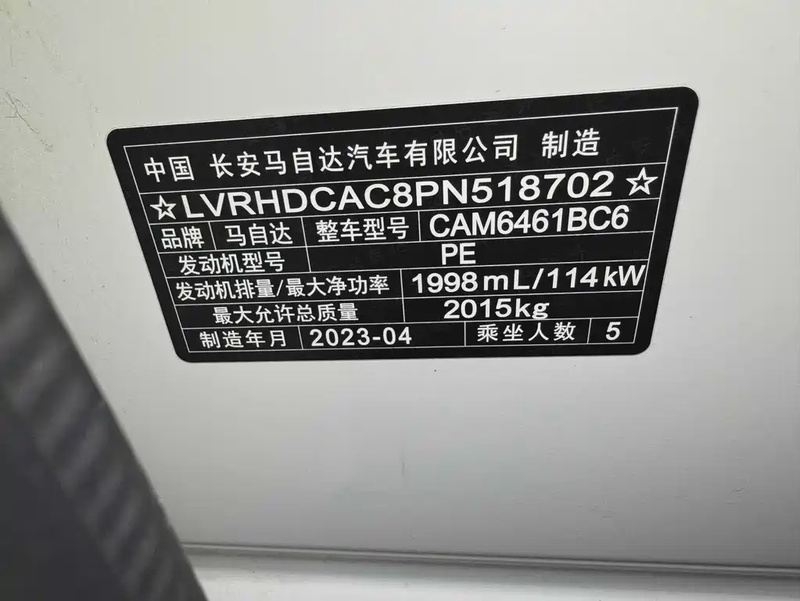 中国 长安马自达汽车有限公司 制造
☆LVRHDCAC8PN518702☆
品牌 马自达 整车型号 CAM6461BC6
发动机型号 PE
发动机排量/最大净功率 1998mL/114kW
最大允许总质量 2015kg
制造年月 2023-04 乘坐人数 5